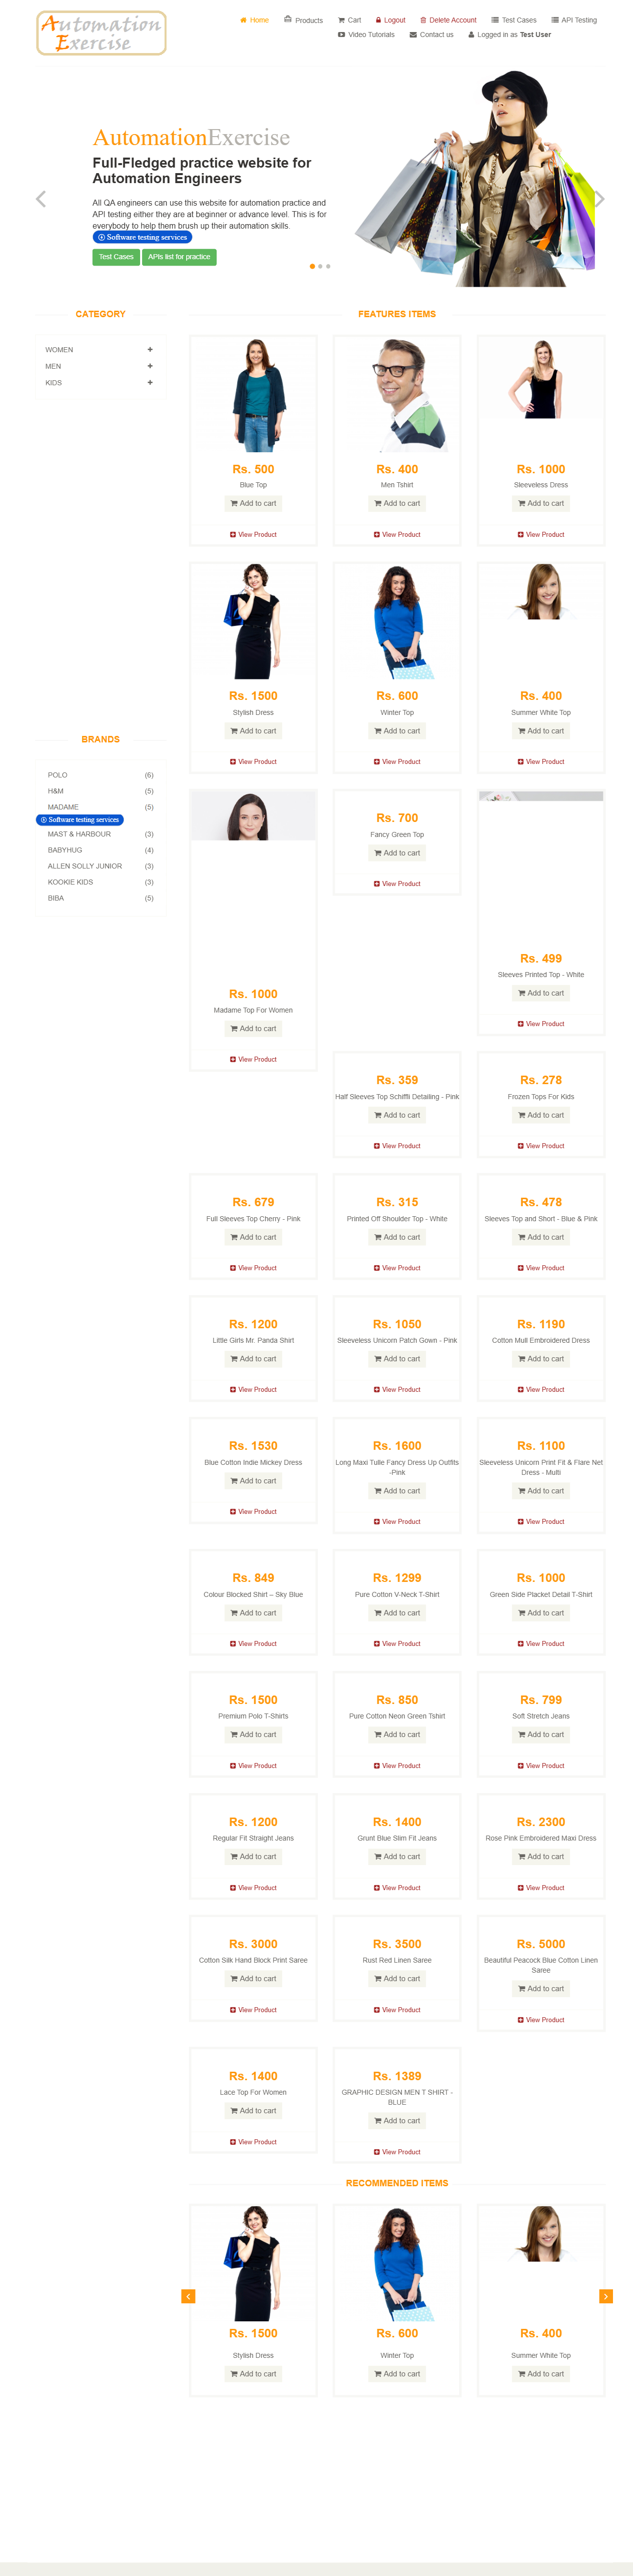 Automation
Exercise
Home
Products
Cart
Logout
Delete Account
Test Cases
API Testing
Video Tutorials
Contact us
Logged in as Test User
AutomationExercise
Full-Fledged practice website for
Automation Engineers
All QA engineers can use this website for automation practice and
API testing either they are at beginner or advance level. This is for
everybody to help them brush up their automation skills.
Software testing services
Test Cases
APIs list for practice
CATEGORY
WOMEN
MEN
KIDS
BRANDS
POLO (6)
H&M (5)
MADAME (5)
Software testing services
MAST & HARBOUR (3)
BABYHUG (4)
ALLEN SOLLY JUNIOR (3)
KOOKIE KIDS (3)
BIBA (5)
FEATURES ITEMS
Rs. 500
Blue Top
Add to cart
View Product
Rs. 400
Men Tshirt
Add to cart
View Product
Rs. 1000
Sleeveless Dress
Add to cart
View Product
Rs. 1500
Stylish Dress
Add to cart
View Product
Rs. 600
Winter Top
Add to cart
View Product
Rs. 400
Summer White Top
Add to cart
View Product
Rs. 1000
Madame Top For Women
Add to cart
View Product
Rs. 700
Fancy Green Top
Add to cart
View Product
Rs. 499
Sleeves Printed Top - White
Add to cart
View Product
Rs. 359
Half Sleeves Top Schiffli Detailing - Pink
Add to cart
View Product
Rs. 278
Frozen Tops For Kids
Add to cart
View Product
Rs. 679
Full Sleeves Top Cherry - Pink
Add to cart
View Product
Rs. 315
Printed Off Shoulder Top - White
Add to cart
View Product
Rs. 478
Sleeves Top and Short - Blue & Pink
Add to cart
View Product
Rs. 1200
Little Girls Mr. Panda Shirt
Add to cart
View Product
Rs. 1050
Sleeveless Unicorn Patch Gown - Pink
Add to cart
View Product
Rs. 1190
Cotton Mull Embroidered Dress
Add to cart
View Product
Rs. 1530
Blue Cotton Indie Mickey Dress
Add to cart
View Product
Rs. 1600
Long Maxi Tulle Fancy Dress Up Outfits
-Pink
Add to cart
View Product
Rs. 1100
Sleeveless Unicorn Print Fit & Flare Net
Dress - Multi
Add to cart
View Product
Rs. 849
Colour Blocked Shirt – Sky Blue
Add to cart
View Product
Rs. 1299
Pure Cotton V-Neck T-Shirt
Add to cart
View Product
Rs. 1000
Green Side Placket Detail T-Shirt
Add to cart
View Product
Rs. 1500
Premium Polo T-Shirts
Add to cart
View Product
Rs. 850
Pure Cotton Neon Green Tshirt
Add to cart
View Product
Rs. 799
Soft Stretch Jeans
Add to cart
View Product
Rs. 1200
Regular Fit Straight Jeans
Add to cart
View Product
Rs. 1400
Grunt Blue Slim Fit Jeans
Add to cart
View Product
Rs. 2300
Rose Pink Embroidered Maxi Dress
Add to cart
View Product
Rs. 3000
Cotton Silk Hand Block Print Saree
Add to cart
View Product
Rs. 3500
Rust Red Linen Saree
Add to cart
View Product
Rs. 5000
Beautiful Peacock Blue Cotton Linen
Saree
Add to cart
View Product
Rs. 1400
Lace Top For Women
Add to cart
View Product
Rs. 1389
GRAPHIC DESIGN MEN T SHIRT -
BLUE
Add to cart
View Product
RECOMMENDED ITEMS
Rs. 1500
Stylish Dress
Add to cart
Rs. 600
Winter Top
Add to cart
Rs. 400
Summer White Top
Add to cart